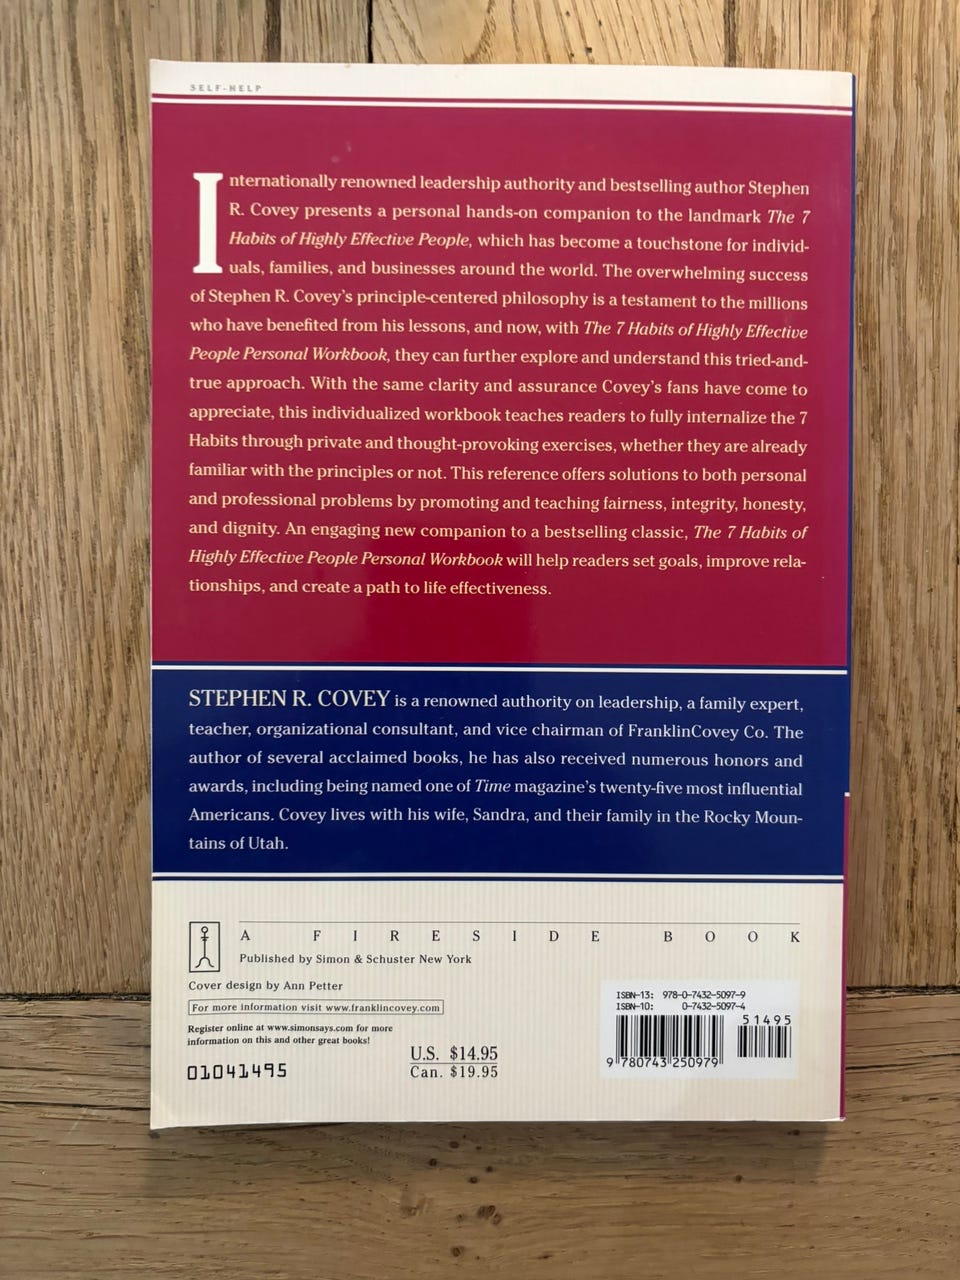 SELF-HELP
Internationally renowned leadership authority and bestselling author Stephen
R. Covey presents a personal hands-on companion to the landmark The 7
Habits of Highly Effective People, which has become a touchstone for individ-
uals, families, and businesses around the world. The overwhelming success
of Stephen R. Covey's principle-centered philosophy is a testament to the millions
who have benefited from his lessons, and now, with The 7 Habits of Highly Effective
People Personal Workbook, they can further explore and understand this tried-and-
true approach. With the same clarity and assurance Covey's fans have come to
appreciate, this individualized workbook teaches readers to fully internalize the 7
Habits through private and thought-provoking exercises, whether they are already
familiar with the principles or not. This reference offers solutions to both personal
and professional problems by promoting and teaching fairness, integrity, honesty,
and dignity. An engaging new companion to a bestselling classic, The 7 Habits of
Highly Effective People Personal Workbook will help readers set goals, improve rela-
tionships, and create a path to life effectiveness.
STEPHEN R. COVEY is a renowned authority on leadership, a family expert,
teacher, organizational consultant, and vice chairman of FranklinCovey Co. The
author of several acclaimed books, he has also received numerous honors and
awards, including being named one of Time magazine's twenty-five most influential
Americans. Covey lives with his wife, Sandra, and their family in the Rocky Moun-
tains of Utah.
A FIRESIDE BOOK
Published by Simon & Schuster New York
Cover design by Ann Petter
For more information visit www.franklincovey.com
Register online at www.simonsays.com for more
information on this and other great books!
01041495
U.S. $14.95
Can. $19.95
ISBN-13: 978-0-7432-5097-9
ISBN-10: 0-7432-5097-4
51495
9 780743 250979